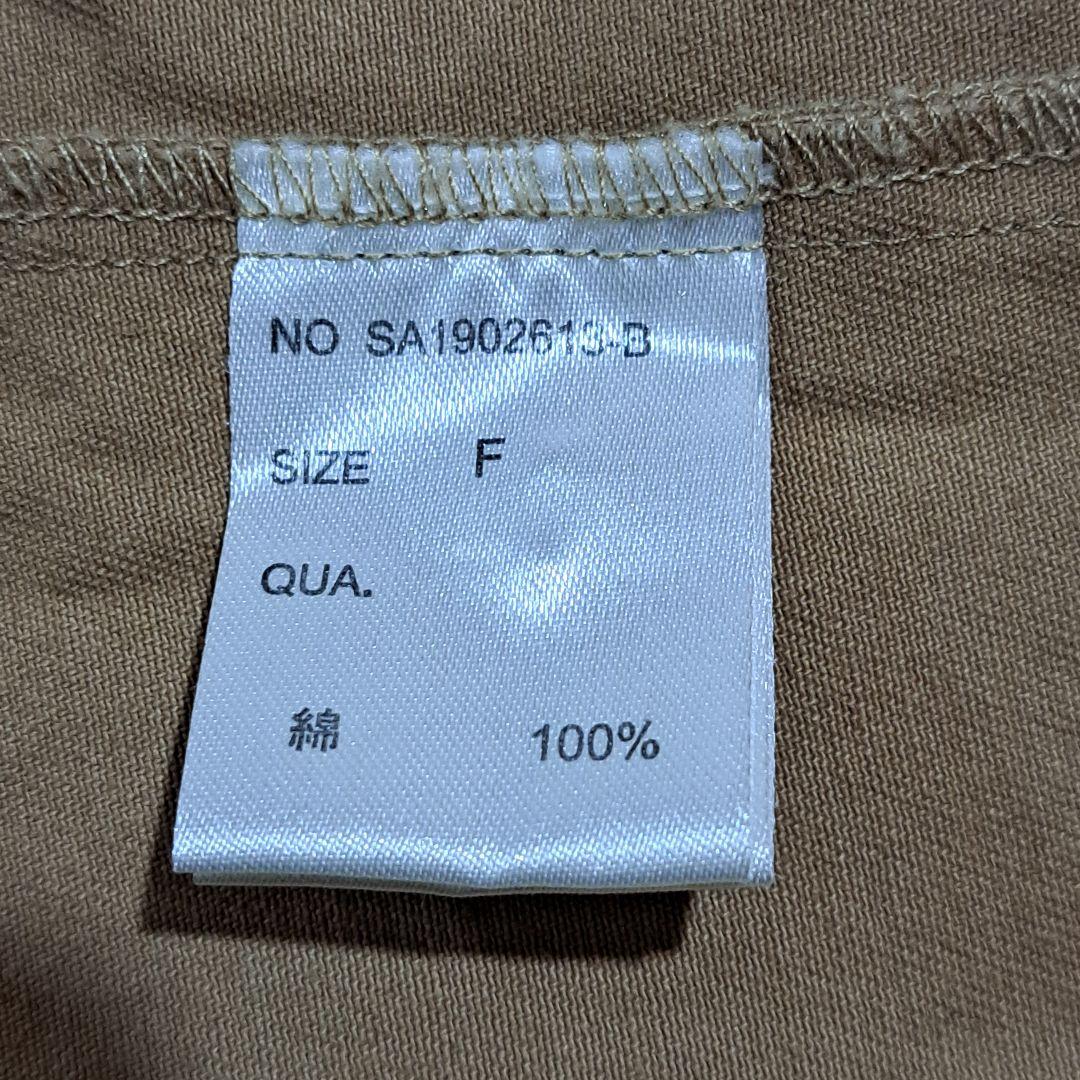 NO SA1902613-B
SIZE F
QUA.
綿 100%